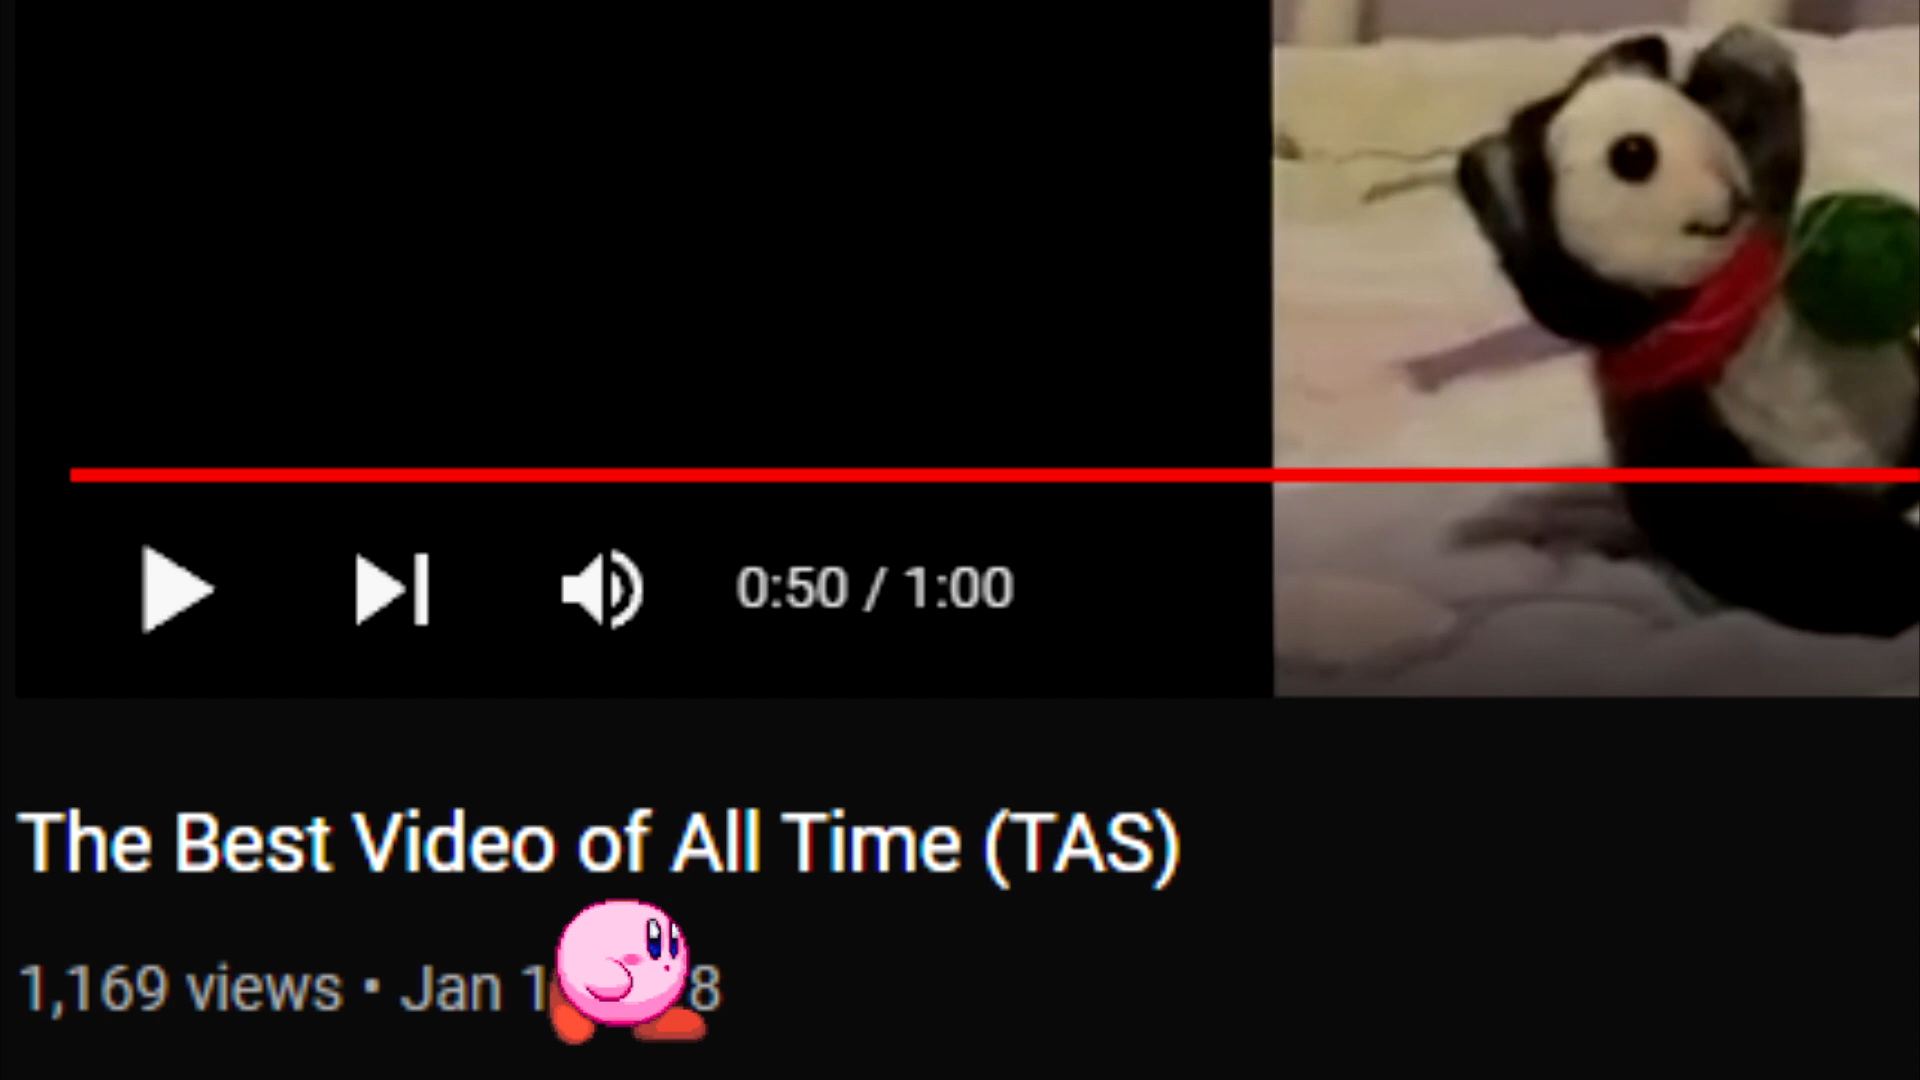 0:50 / 1:00
The Best Video of All Time (TAS)
1,169 views • Jan 1 8